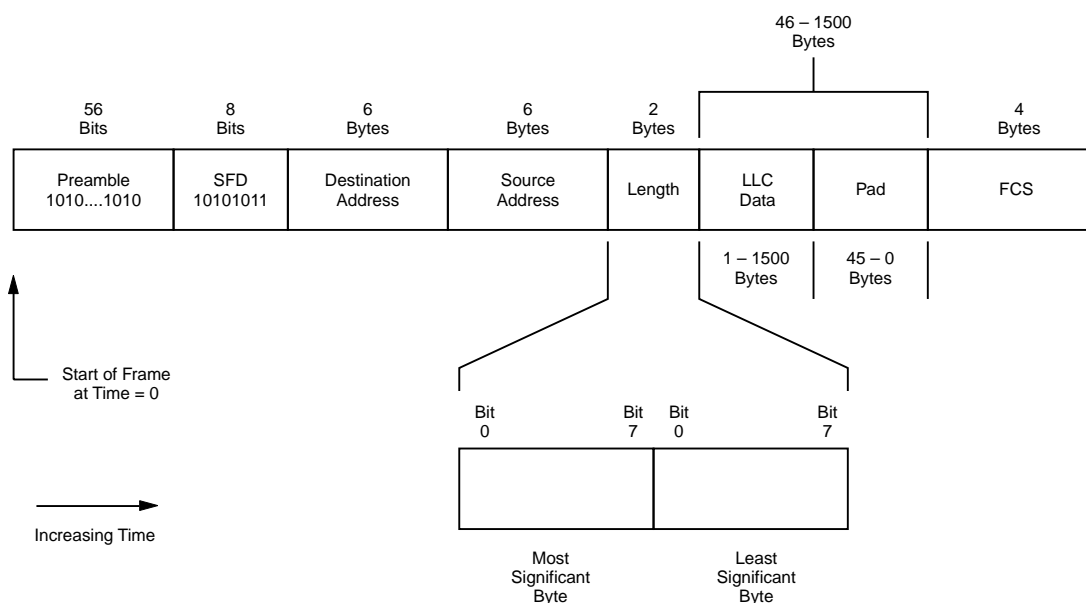 46 – 1500
Bytes
56
Bits
8
Bits
6
Bytes
6
Bytes
2
Bytes
4
Bytes
Preamble
1010....1010
SFD
10101011
Destination
Address
Source
Address
Length
LLC
Data
Pad
FCS
1 – 1500
Bytes
45 – 0
Bytes
Start of Frame
at Time = 0
Bit
0
Bit
7
Bit
0
Bit
7
Increasing Time
Most
Significant
Byte
Least
Significant
Byte